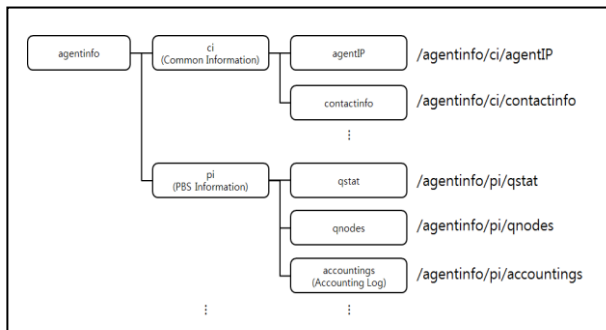 agentinfo
ci
(Common Information)
agentIP
/agentinfo/ci/agentIP
contactinfo
/agentinfo/ci/contactinfo
pi
(PBS Information)
qstat
/agentinfo/pi/qstat
qnodes
/agentinfo/pi/qnodes
accountings
(Accounting Log)
/agentinfo/pi/accountings